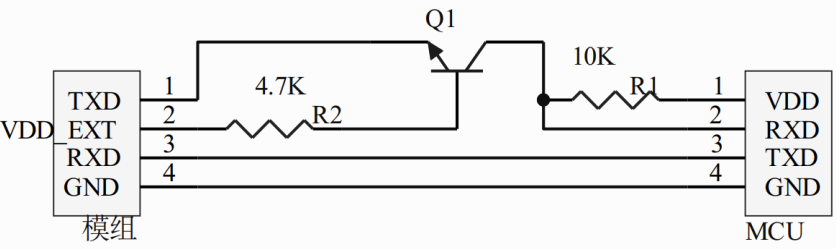 Q1
10K
4.7K
R1
R2
TXD 1
1 VDD
VDD_EXT 2
2 RXD
RXD 3
3 TXD
GND 4
4 GND
模组
MCU